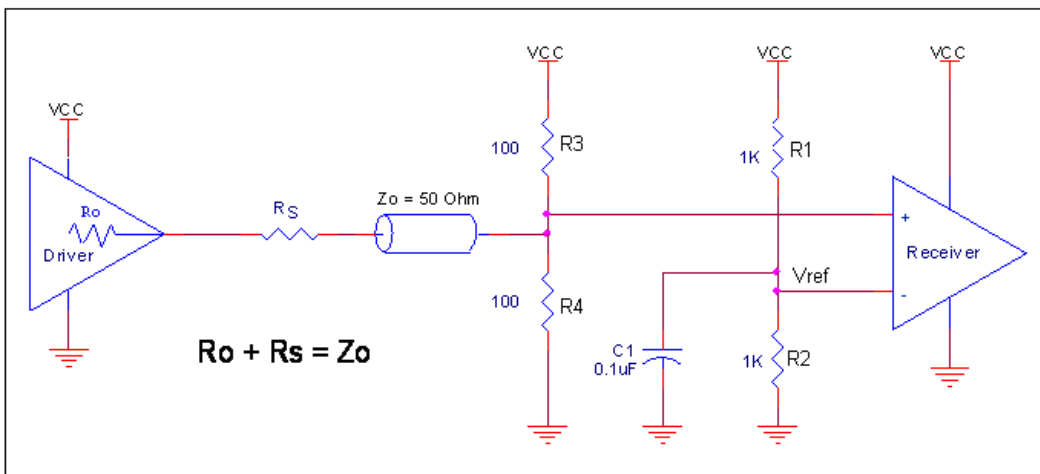 VCC
VCC
VCC
VCC
100
R3
1K
R1
Ro
RS
Zo = 50 Ohm
+
Driver
Receiver
Vref
-
100
R4
C1
0.1uF
1K
R2
Ro + Rs = Zo